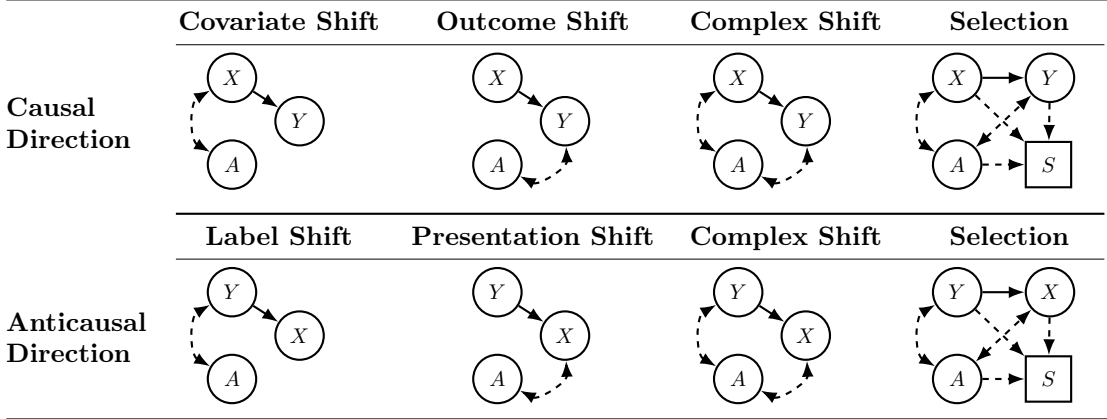 Covariate Shift Outcome Shift Complex Shift Selection
X X X X Y
Causal
Direction
Y Y Y
A A A A S
Label Shift Presentation Shift Complex Shift Selection
Y Y Y Y X
Anticausal
Direction
X X X
A A A A S